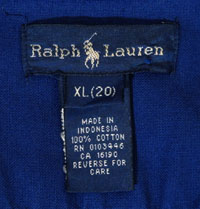 Ralph Lauren
XL (20)
MADE IN
INDONESIA
100% COTTON
RN 0103446
CA 16190
REVERSE FOR
CARE